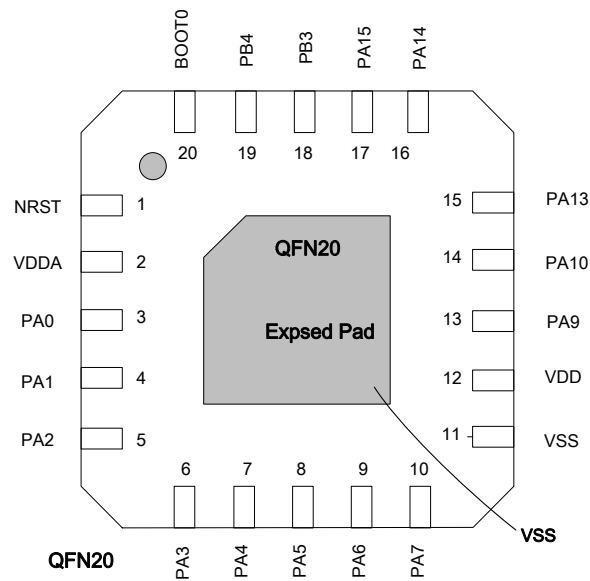 BOOT0
PB4
PB3
PA15
PA14
20
19
18
17
16
NRST
1
15
PA13
VDDA
2
QFN20
14
PA10
PA0
3
Expsed Pad
13
PA9
PA1
4
12
VDD
PA2
5
11
VSS
6
7
8
9
10
VSS
QFN20
PA3
PA4
PA5
PA6
PA7